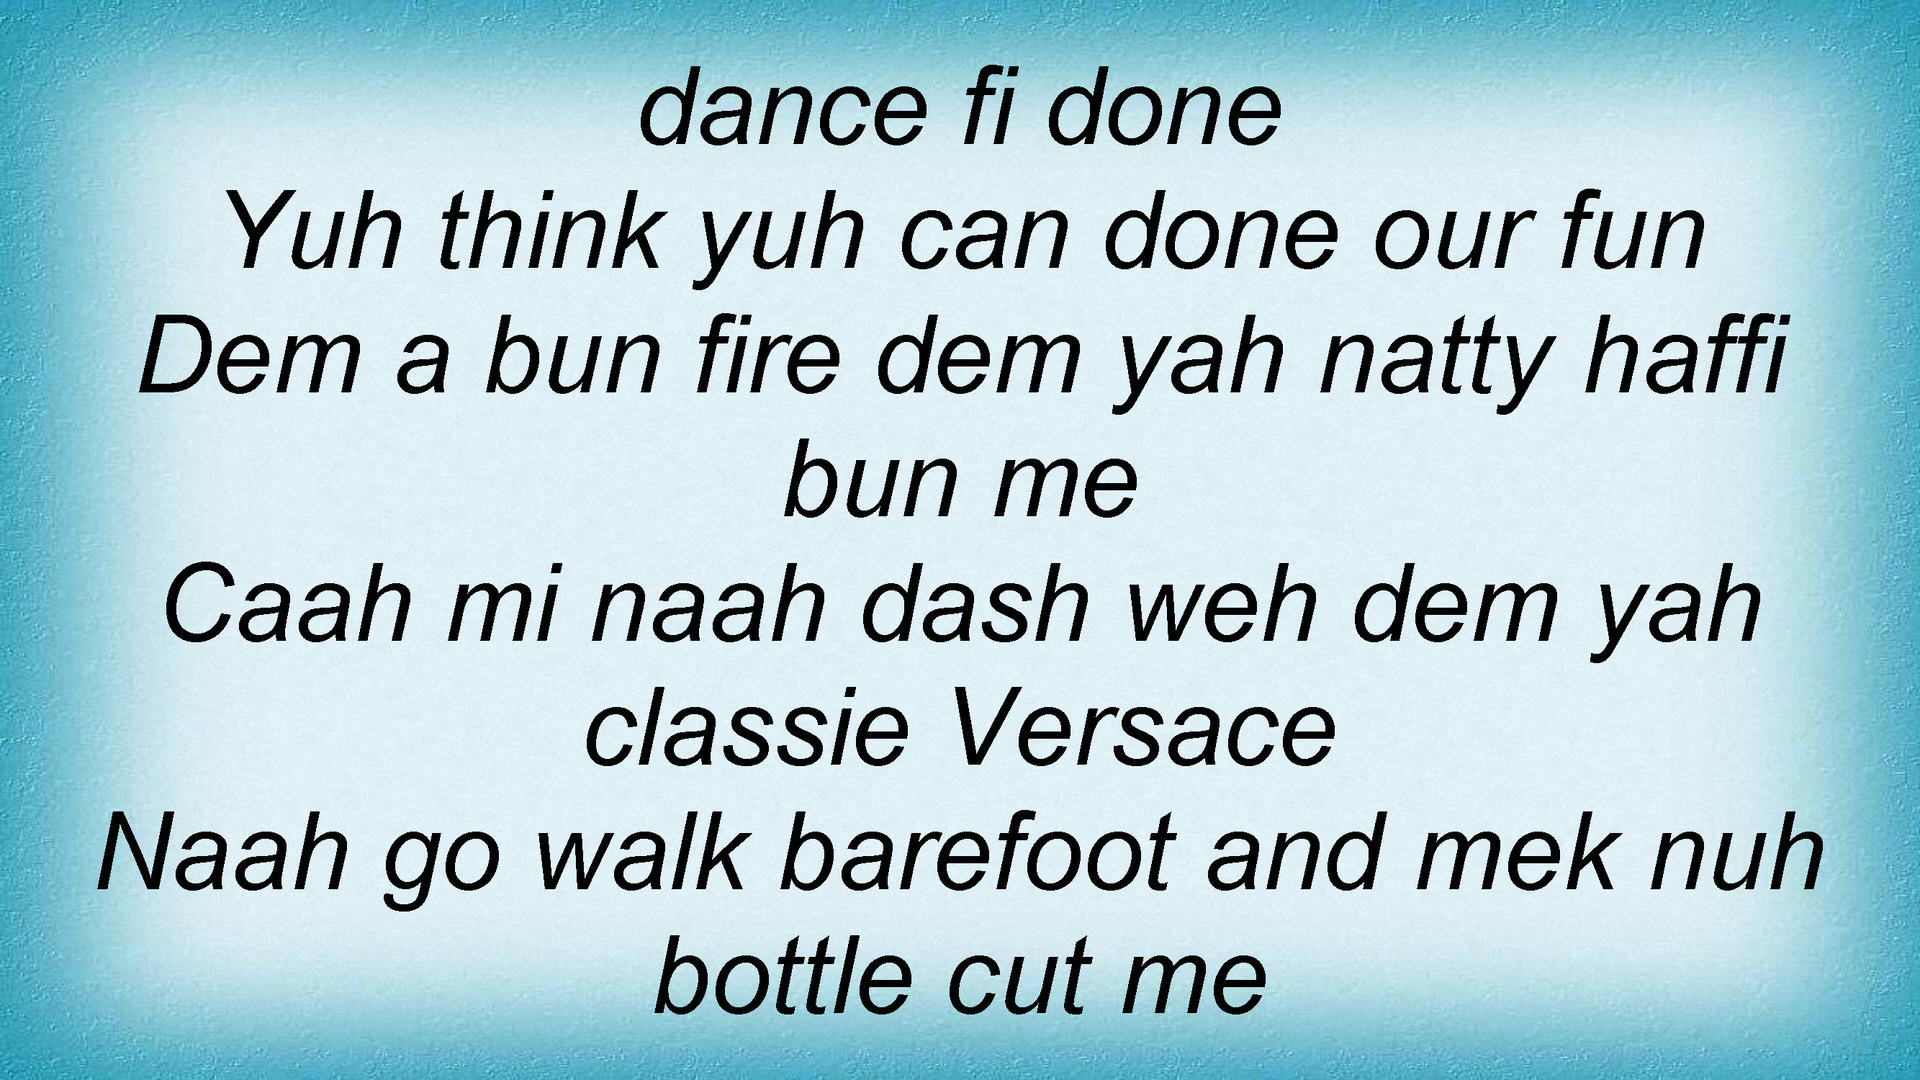 dance fi done
Yuh think yuh can done our fun
Dem a bun fire dem yah natty haffi
bun me
Caah mi naah dash weh dem yah
classie Versace
Naah go walk barefoot and mek nuh
bottle cut me